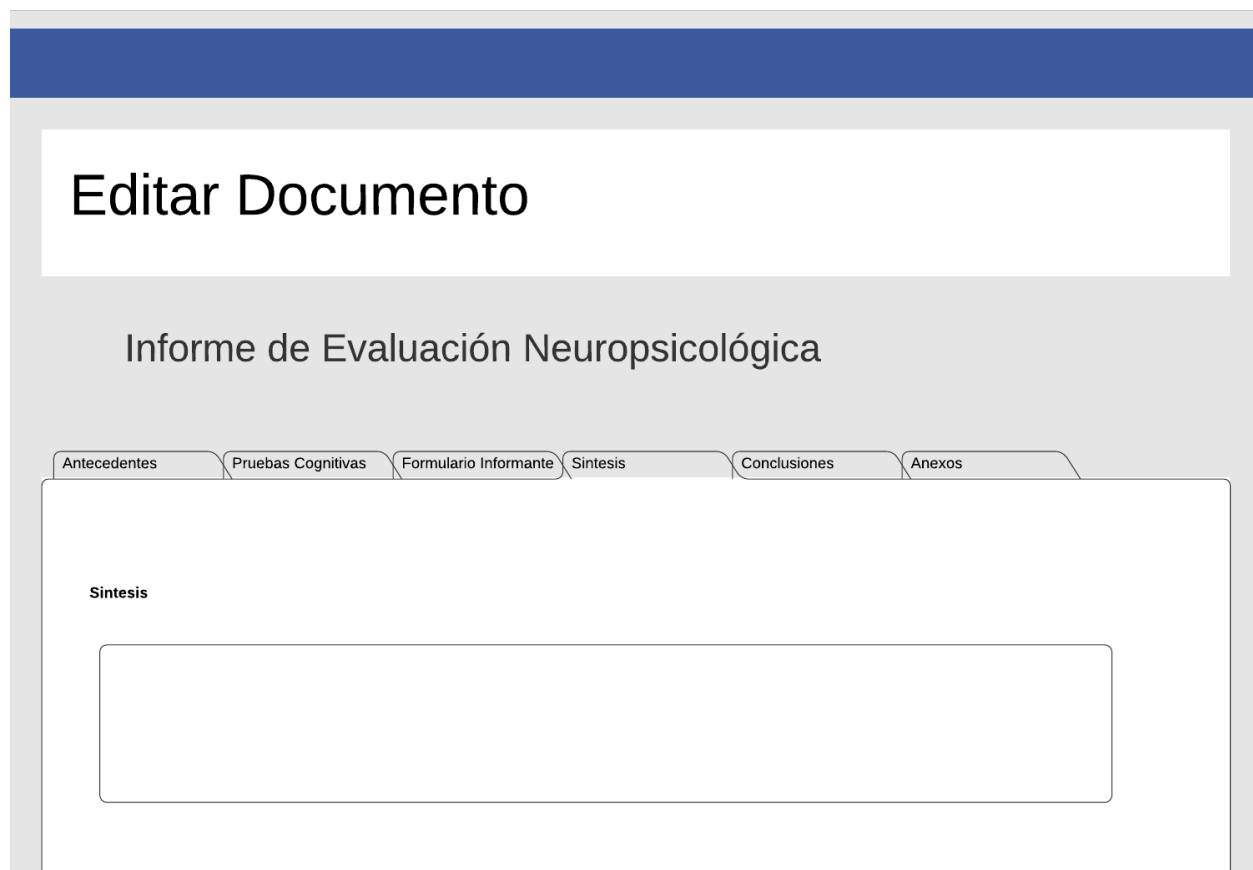 Editar Documento
Informe de Evaluación Neuropsicológica
Antecedentes Pruebas Cognitivas Formulario Informante Sintesis Conclusiones Anexos
Sintesis